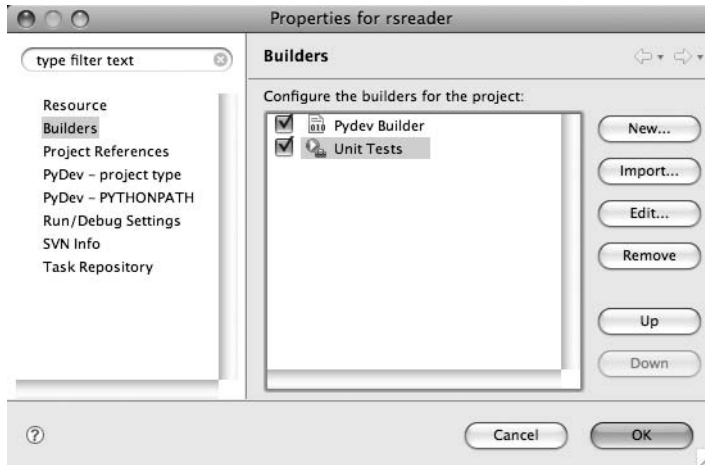 Properties for rsreader
type filter text
Resource
Builders
Project References
PyDev – project type
PyDev – PYTHONPATH
Run/Debug Settings
SVN Info
Task Repository
Builders
Configure the builders for the project:
010 Pydev Builder
Unit Tests
New...
Import...
Edit...
Remove
Up
Down
?
Cancel
OK